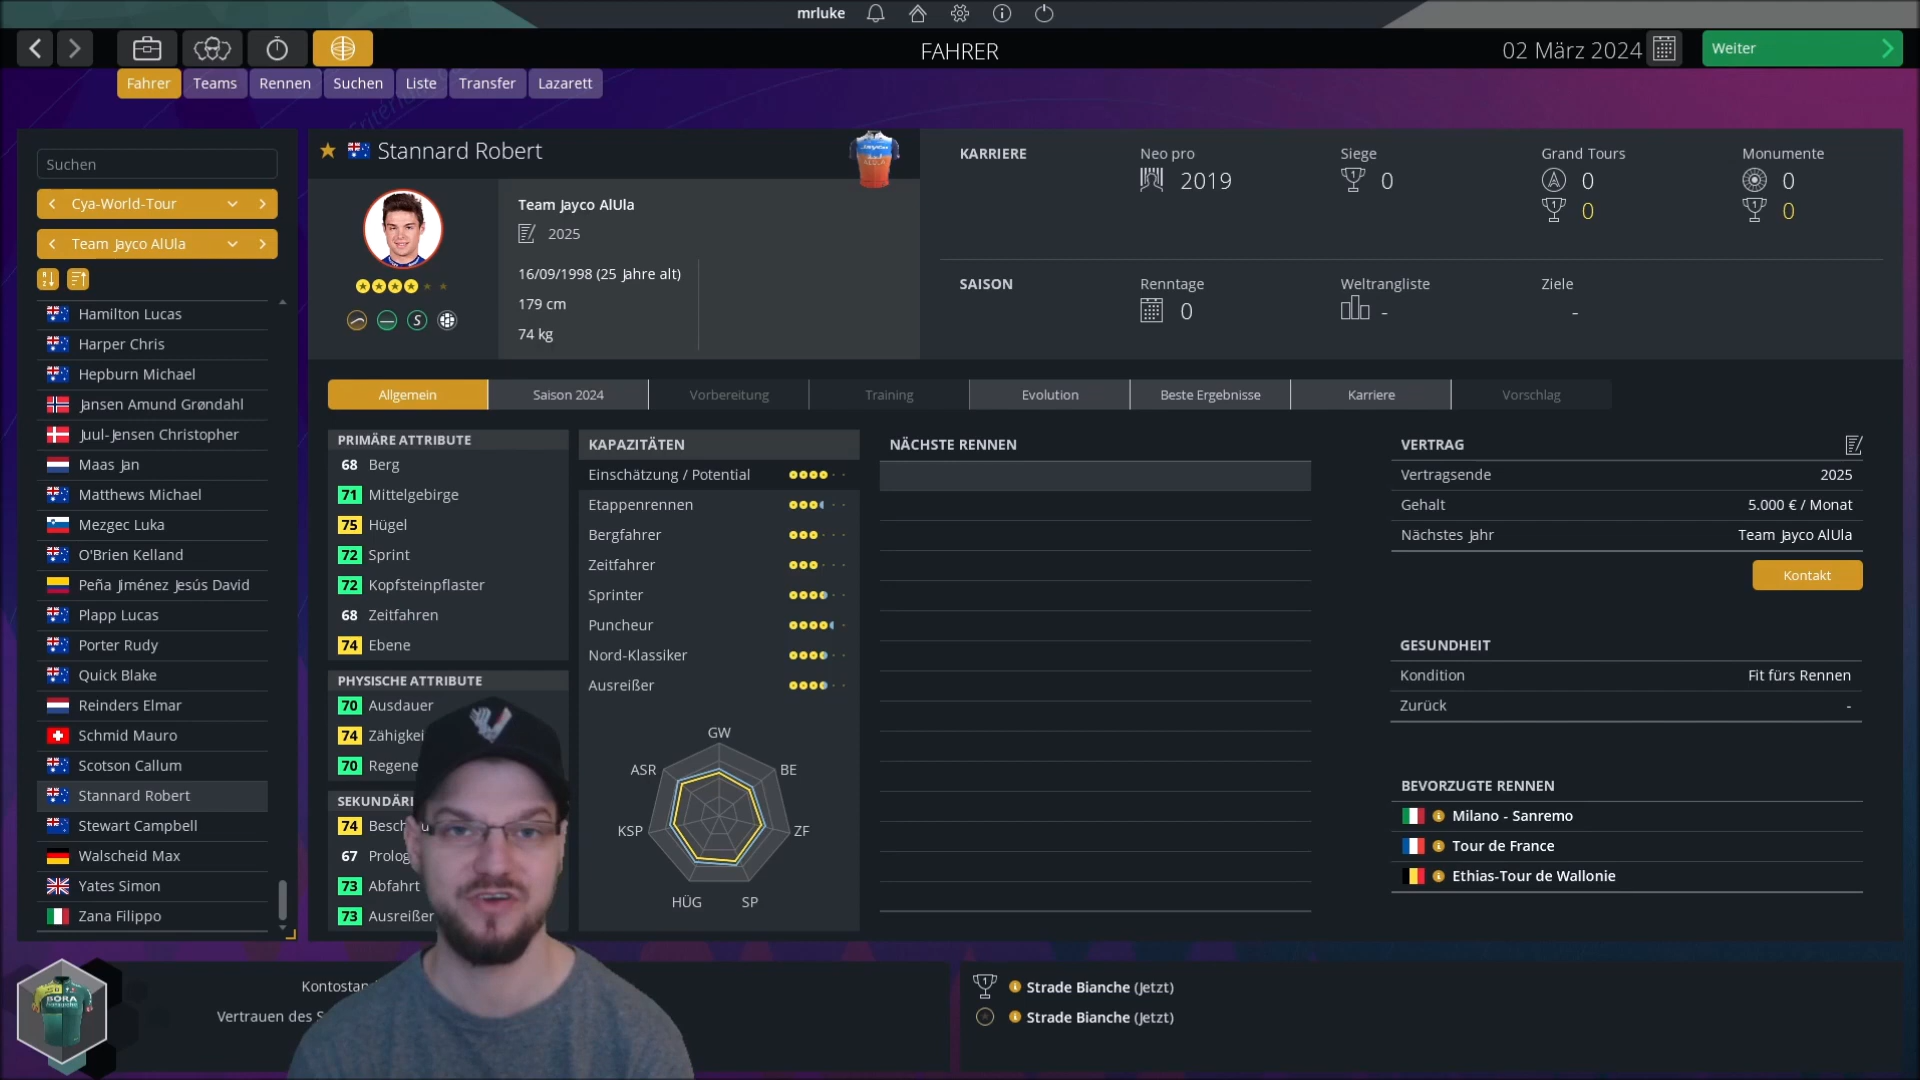 mrluke
FAHRER
02 März 2024
Weiter
Fahrer
Teams
Rennen
Suchen
Liste
Transfer
Lazarett
Suchen
Cya-World-Tour
Team Jayco AlUla
Hamilton Lucas
Harper Chris
Hepburn Michael
Jansen Amund Grøndahl
Juul-Jensen Christopher
Maas Jan
Matthews Michael
Mezgec Luka
O'Brien Kelland
Peña Jiménez Jesús David
Plapp Lucas
Porter Rudy
Quick Blake
Reinders Elmar
Schmid Mauro
Scotson Callum
Stannard Robert
Stewart Campbell
Walscheid Max
Yates Simon
Zana Filippo
Stannard Robert
Team Jayco AlUla
2025
16/09/1998 (25 Jahre alt)
179 cm
74 kg
KARRIERE
Neo pro
2019
Siege
0
Grand Tours
0
0
Monumente
0
0
SAISON
Renntage
0
Weltrangliste
-
Ziele
-
Allgemein
Saison 2024
Vorbereitung
Training
Evolution
Beste Ergebnisse
Karriere
Vorschlag
PRIMÄRE ATTRIBUTE
68 Berg
71 Mittelgebirge
75 Hügel
72 Sprint
72 Kopfsteinpflaster
68 Zeitfahren
74 Ebene
PHYSISCHE ATTRIBUTE
70 Ausdauer
74 Zähigkei
70 Regene
SEKUNDÄR
74 Besch
67 Prolog
73 Abfahrt
73 Ausreißer
KAPAZITÄTEN
Einschätzung / Potential
Etappenrennen
Bergfahrer
Zeitfahrer
Sprinter
Puncheur
Nord-Klassiker
Ausreißer
GW
BE
ZF
SP
HÜG
KSP
ASR
NÄCHSTE RENNEN
VERTRAG
Vertragsende 2025
Gehalt 5.000 € / Monat
Nächstes Jahr Team Jayco AlUla
Kontakt
GESUNDHEIT
Kondition Fit fürs Rennen
Zurück -
BEVORZUGTE RENNEN
Milano - Sanremo
Tour de France
Ethias-Tour de Wallonie
BORA
Kontostan
Vertrauen des S
Strade Bianche (Jetzt)
Strade Bianche (Jetzt)